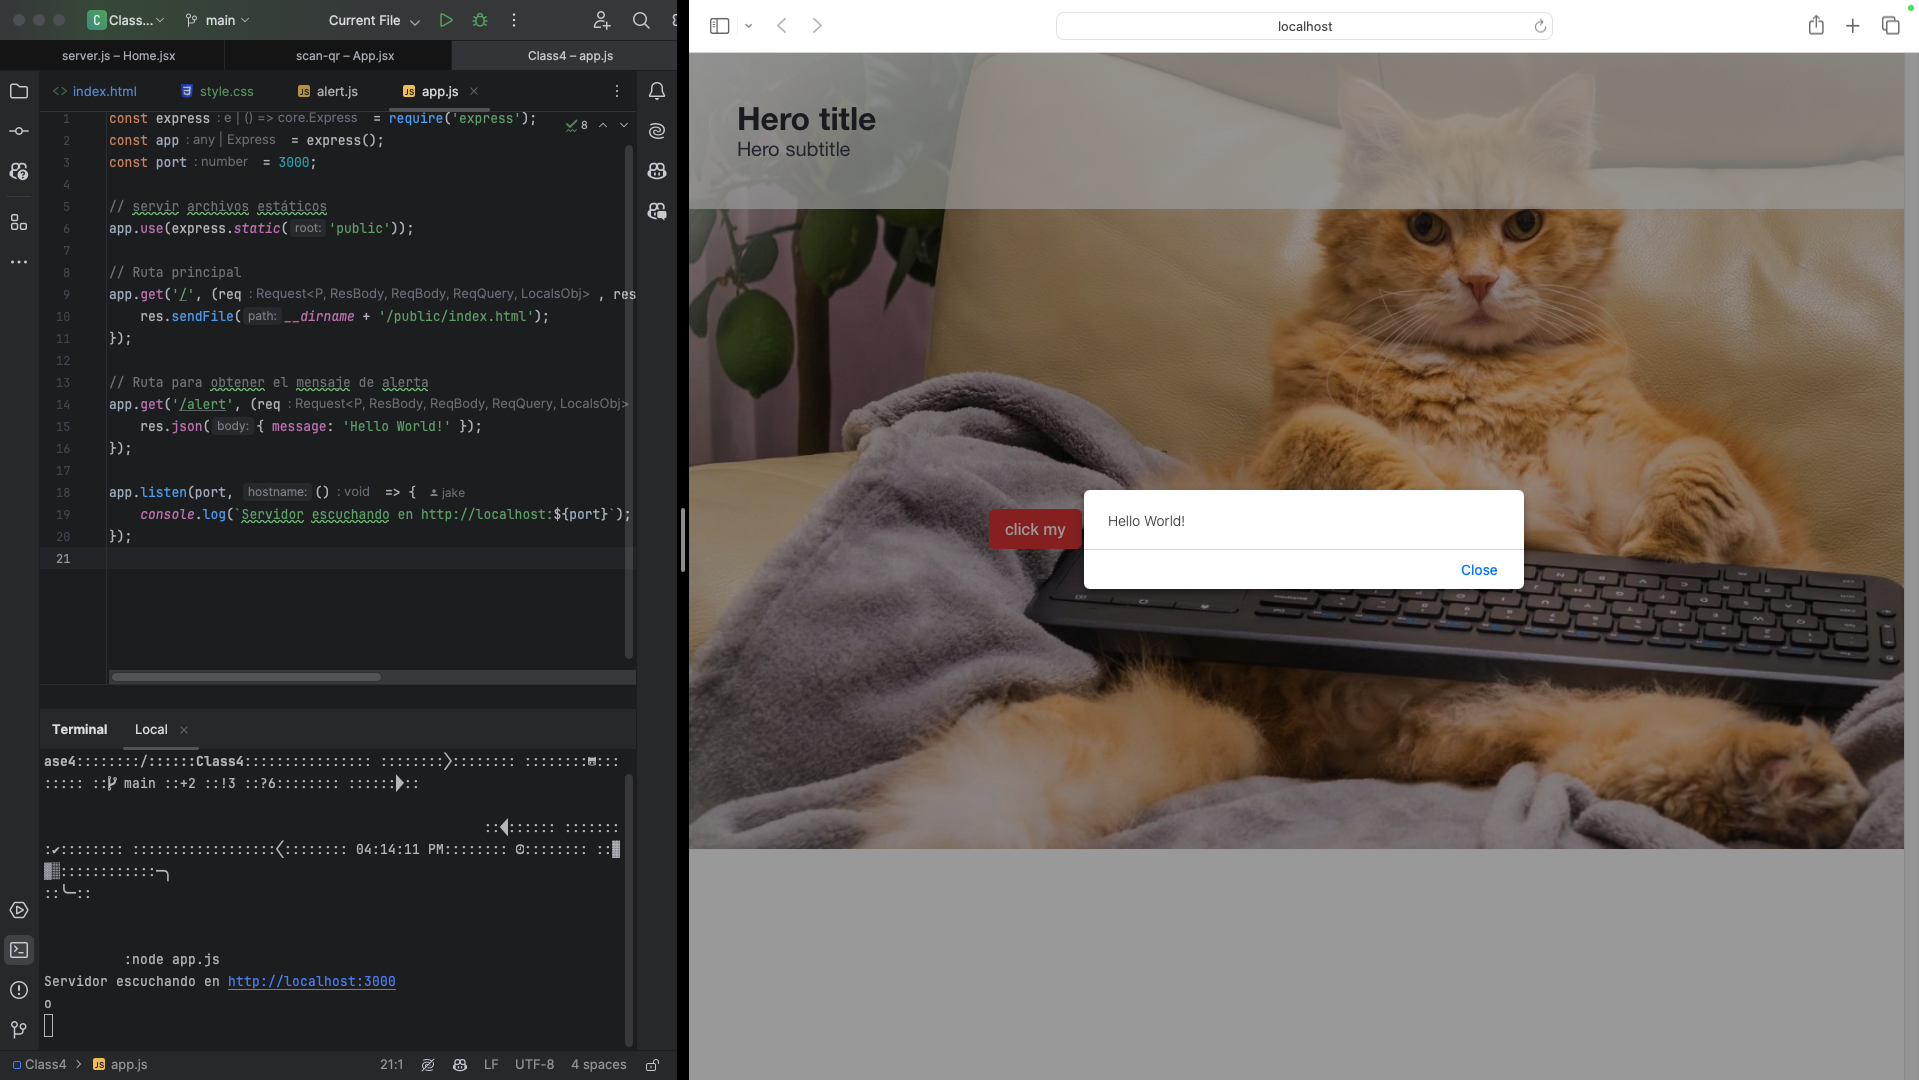 C Class... main Current File
server.js – Home.jsx scan-qr – App.jsx Class4 – app.js
<> index.html style.css JS alert.js JS app.js
1 const express : e | () => core.Express = require('express'); 8
2 const app : any | Express = express();
3 const port : number = 3000;
4
5 // servir archivos estáticos
6 app.use(express.static( root: 'public'));
7
8 // Ruta principal
9 app.get('/', (req : Request<P, ResBody, ReqBody, ReqQuery, LocalsObj> , res
10 res.sendFile( path: __dirname + '/public/index.html');
11 });
12
13 // Ruta para obtener el mensaje de alerta
14 app.get('/alert', (req : Request<P, ResBody, ReqBody, ReqQuery, LocalsObj>
15 res.json( body: { message: 'Hello World!' });
16 });
17
18 app.listen(port, hostname: () : void => { jake
19 console.log(`Servidor escuchando en http://localhost:${port}`);
20 });
21
Terminal Local
ase4::::::::/::::::Class4:::::::::::::::: ::::::::>:::::::: :::::::: :::
::::: :: main ::+2 ::!3 ::?6:::::::: ::::::::
:::::::: :::::::
:✔:::::::: ::::::::::::::::::<:::::::: 04:14:11 PM:::::::: :::::::: ::
::::::::::::─╮
::╰─::
:node app.js
Servidor escuchando en http://localhost:3000
o
Class4 > JS app.js 21:1 LF UTF-8 4 spaces
localhost
Hero title
Hero subtitle
click my
Hello World!
Close